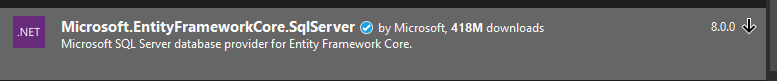 .NET
Microsoft.EntityFrameworkCore.SqlServer by Microsoft, 418M downloads 8.0.0
Microsoft SQL Server database provider for Entity Framework Core.